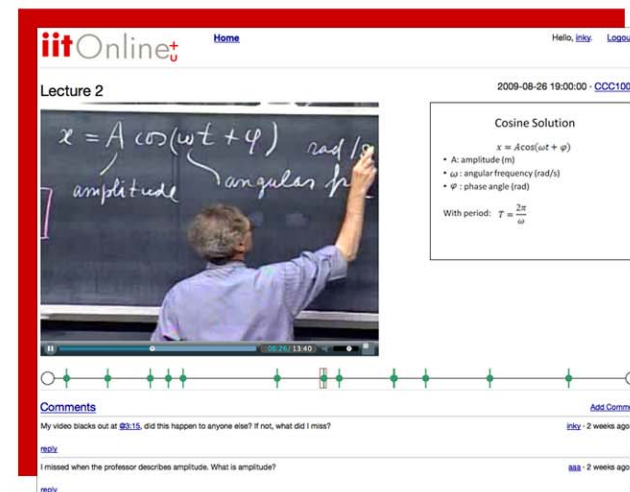 iitOnline+u
Home
Hello, inky. Logou
Lecture 2
2009-08-26 19:00:00 - CCC100
x = A cos(ωt + φ) rad/s
amplitude angular fr
Cosine Solution
x = Acos(ωt + φ)
• A: amplitude (m)
• ω : angular frequency (rad/s)
• φ : phase angle (rad)
With period: T = 2π/ω
06:26/ 13:40
Comments
Add Comme
My video blacks out at @3:15, did this happen to anyone else? If not, what did I miss?
inky - 2 weeks ago
reply
I missed when the professor describes amplitude. What is amplitude?
aaa - 2 weeks ago
reply